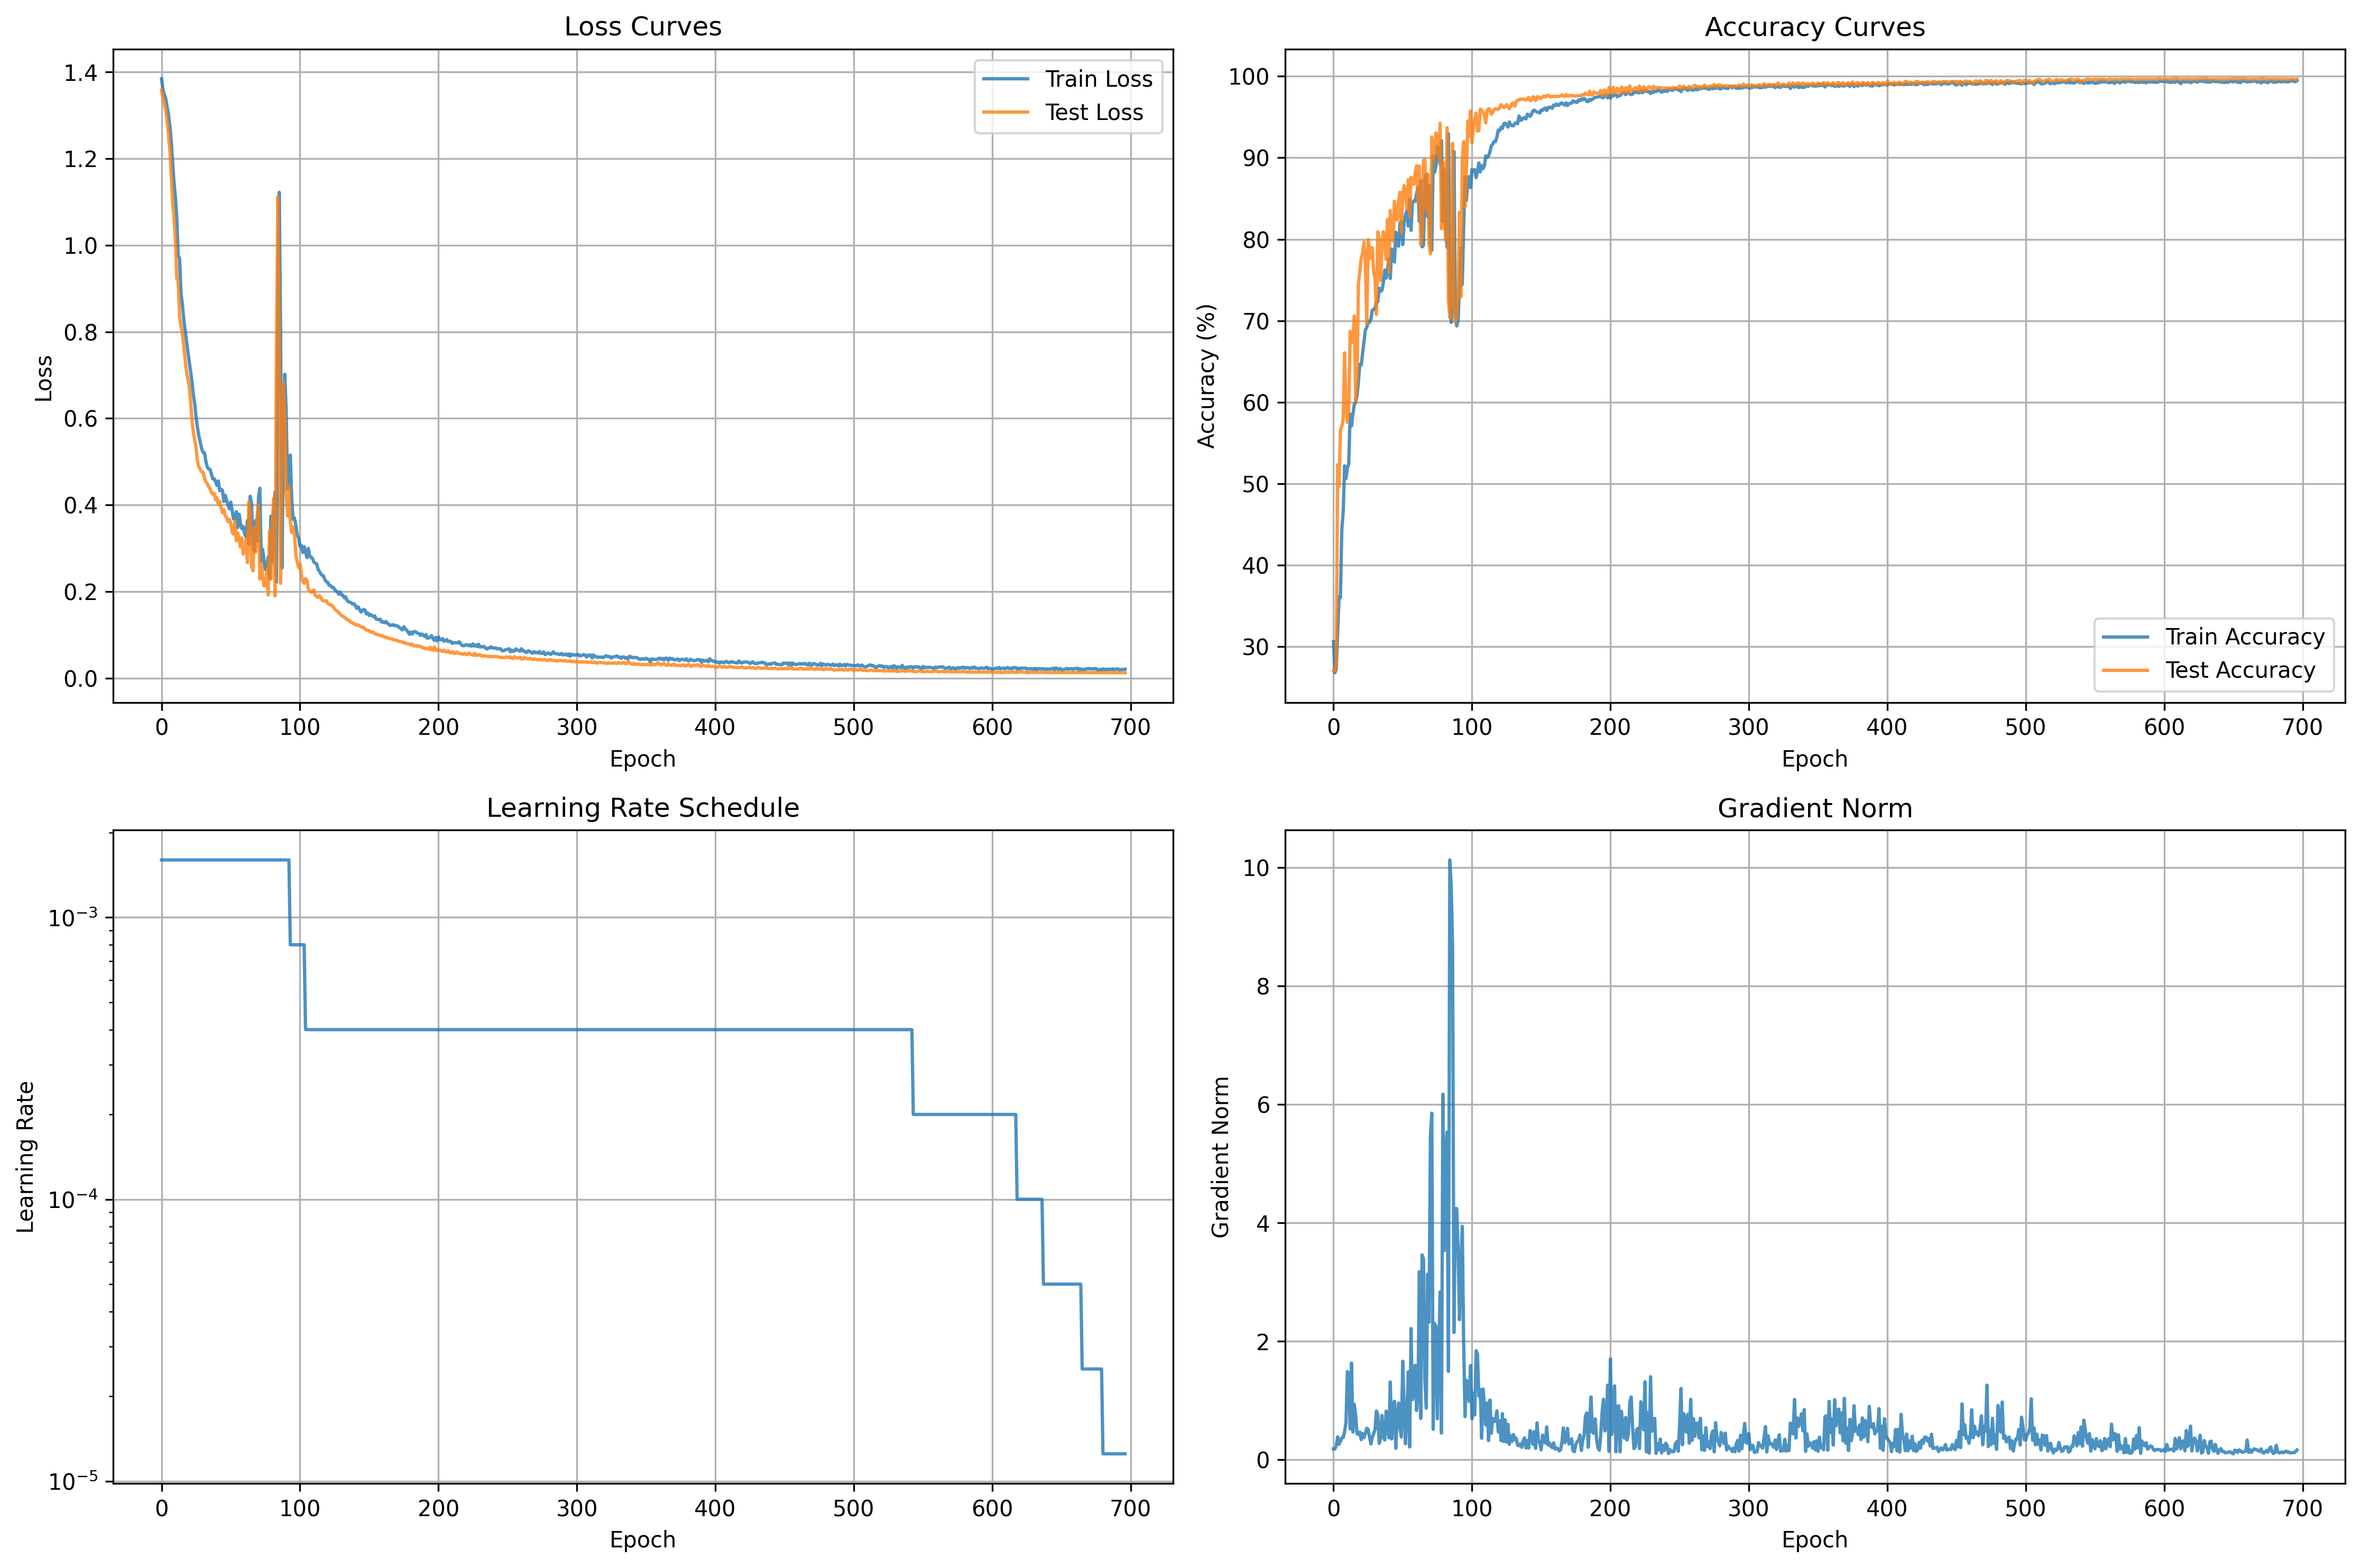 Loss Curves
1.4
1.2
1.0
0.8
0.6
0.4
0.2
0.0
Loss
Train Loss
Test Loss
0 100 200 300 400 500 600 700
Epoch
Accuracy Curves
100
90
80
70
60
50
40
30
Accuracy (%)
Train Accuracy
Test Accuracy
0 100 200 300 400 500 600 700
Epoch
Learning Rate Schedule
10⁻³
10⁻⁴
10⁻⁵
Learning Rate
0 100 200 300 400 500 600 700
Epoch
Gradient Norm
10
8
6
4
2
0
Gradient Norm
0 100 200 300 400 500 600 700
Epoch